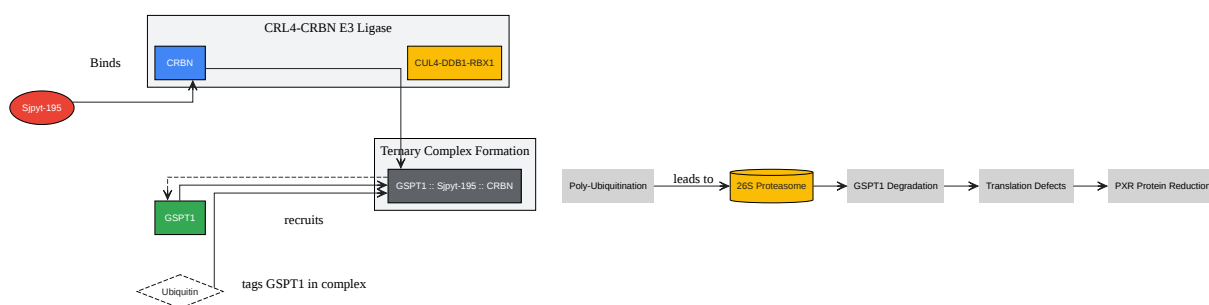 CRL4-CRBN E3 Ligase
Binds
CRBN
CUL4-DDB1-RBX1
Sjpyt-195
Ternary Complex Formation
GSPT1 :: Sjpyt-195 :: CRBN
GSPT1
recruits
Ubiquitin
tags GSPT1 in complex
Poly-Ubiquitination
leads to
26S Proteasome
GSPT1 Degradation
Translation Defects
PXR Protein Reduction